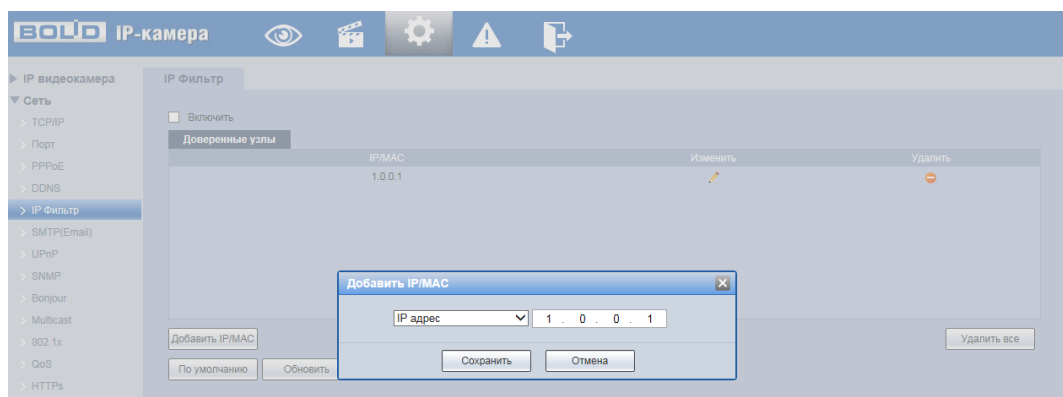 BOLID IP-камера
IP видеокамера
Сеть
TCP/IP
Порт
PPPoE
DDNS
IP Фильтр
SMTP(Email)
UPnP
SNMP
Bonjour
Multicast
802.1x
QoS
HTTPs
IP Фильтр
Включить
Доверенные узлы
IP/MAC Изменить Удалить
1.0.0.1
Добавить IP/MAC
IP адрес 1 . 0 . 0 . 1
Сохранить Отмена
Добавить IP/MAC Удалить все
По умолчанию Обновить